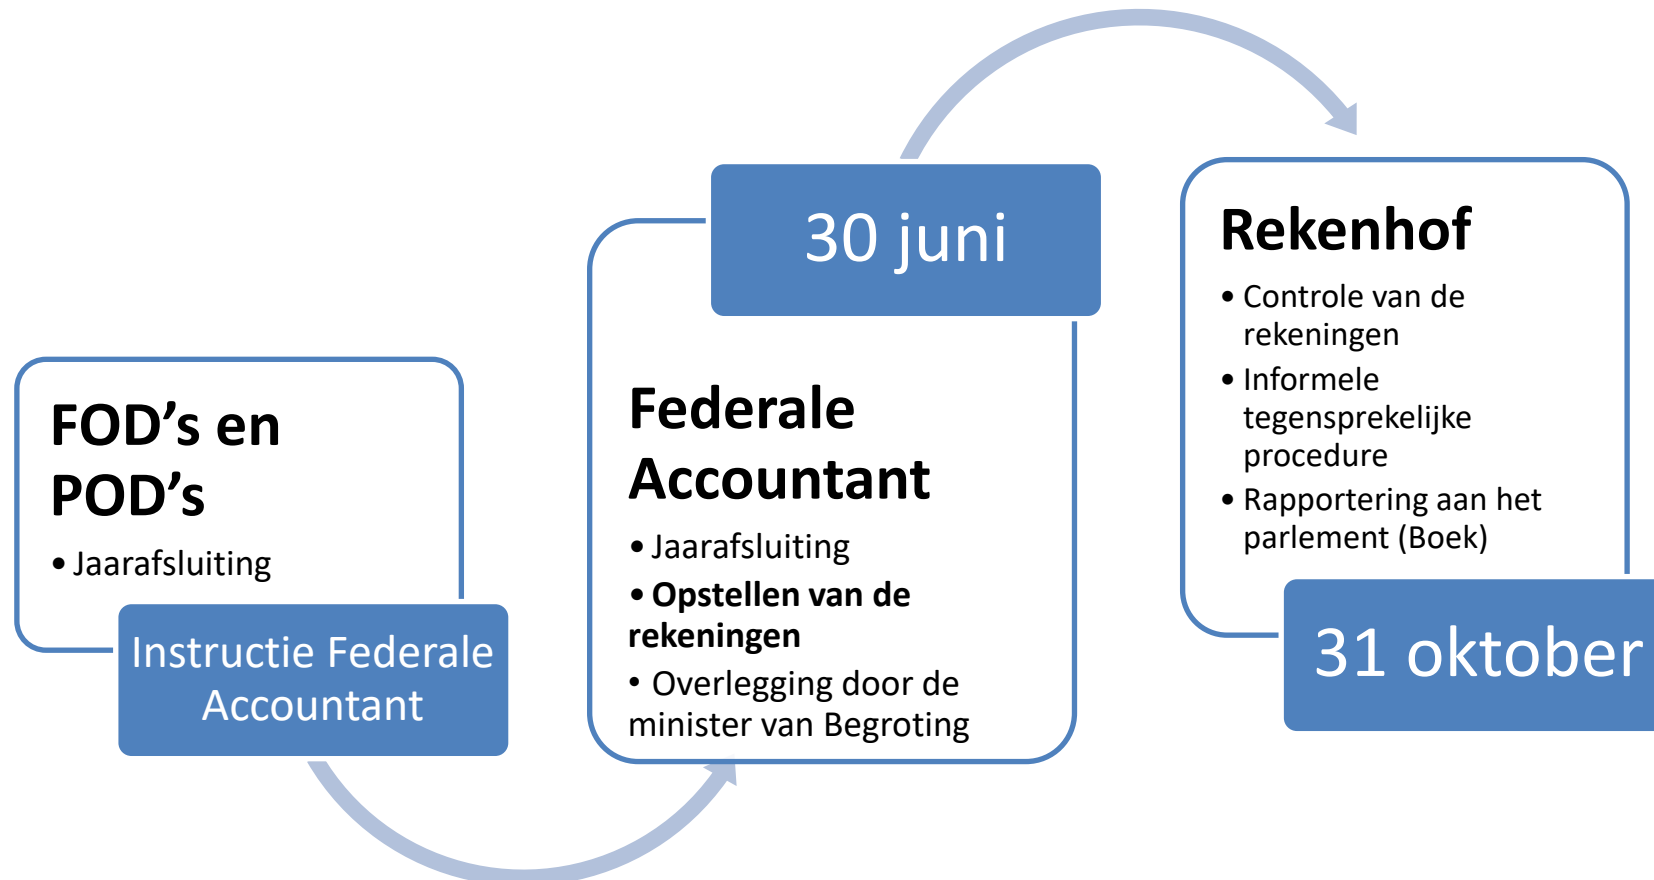 FOD’s en
POD’s
• Jaarafsluiting
Instructie Federale
Accountant
30 juni
Federale
Accountant
• Jaarafsluiting
• Opstellen van de
rekeningen
• Overlegging door de
minister van Begroting
Rekenhof
• Controle van de
rekeningen
• Informele
tegensprekelijke
procedure
• Rapportering aan het
parlement (Boek)
31 oktober